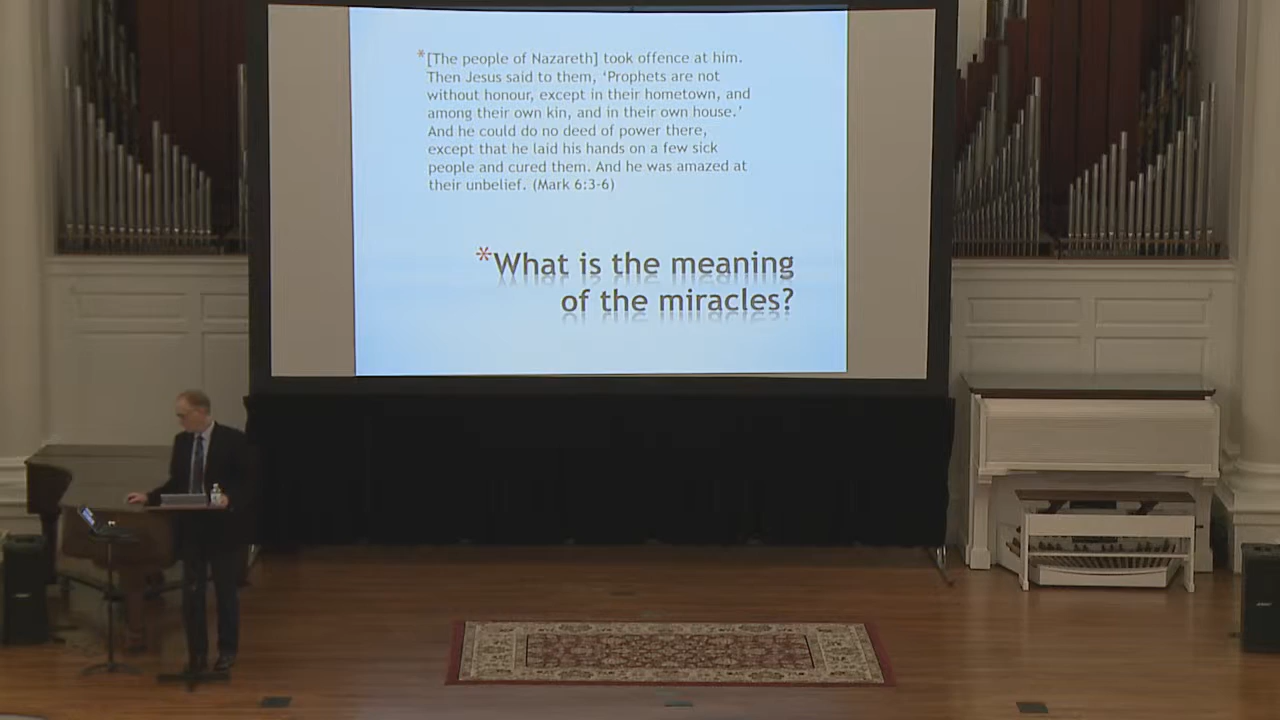 *[The people of Nazareth] took offence at him.
Then Jesus said to them, ‘Prophets are not
without honour, except in their hometown, and
among their own kin, and in their own house.’
And he could do no deed of power there,
except that he laid his hands on a few sick
people and cured them. And he was amazed at
their unbelief. (Mark 6:3-6)
*What is the meaning
of the miracles?